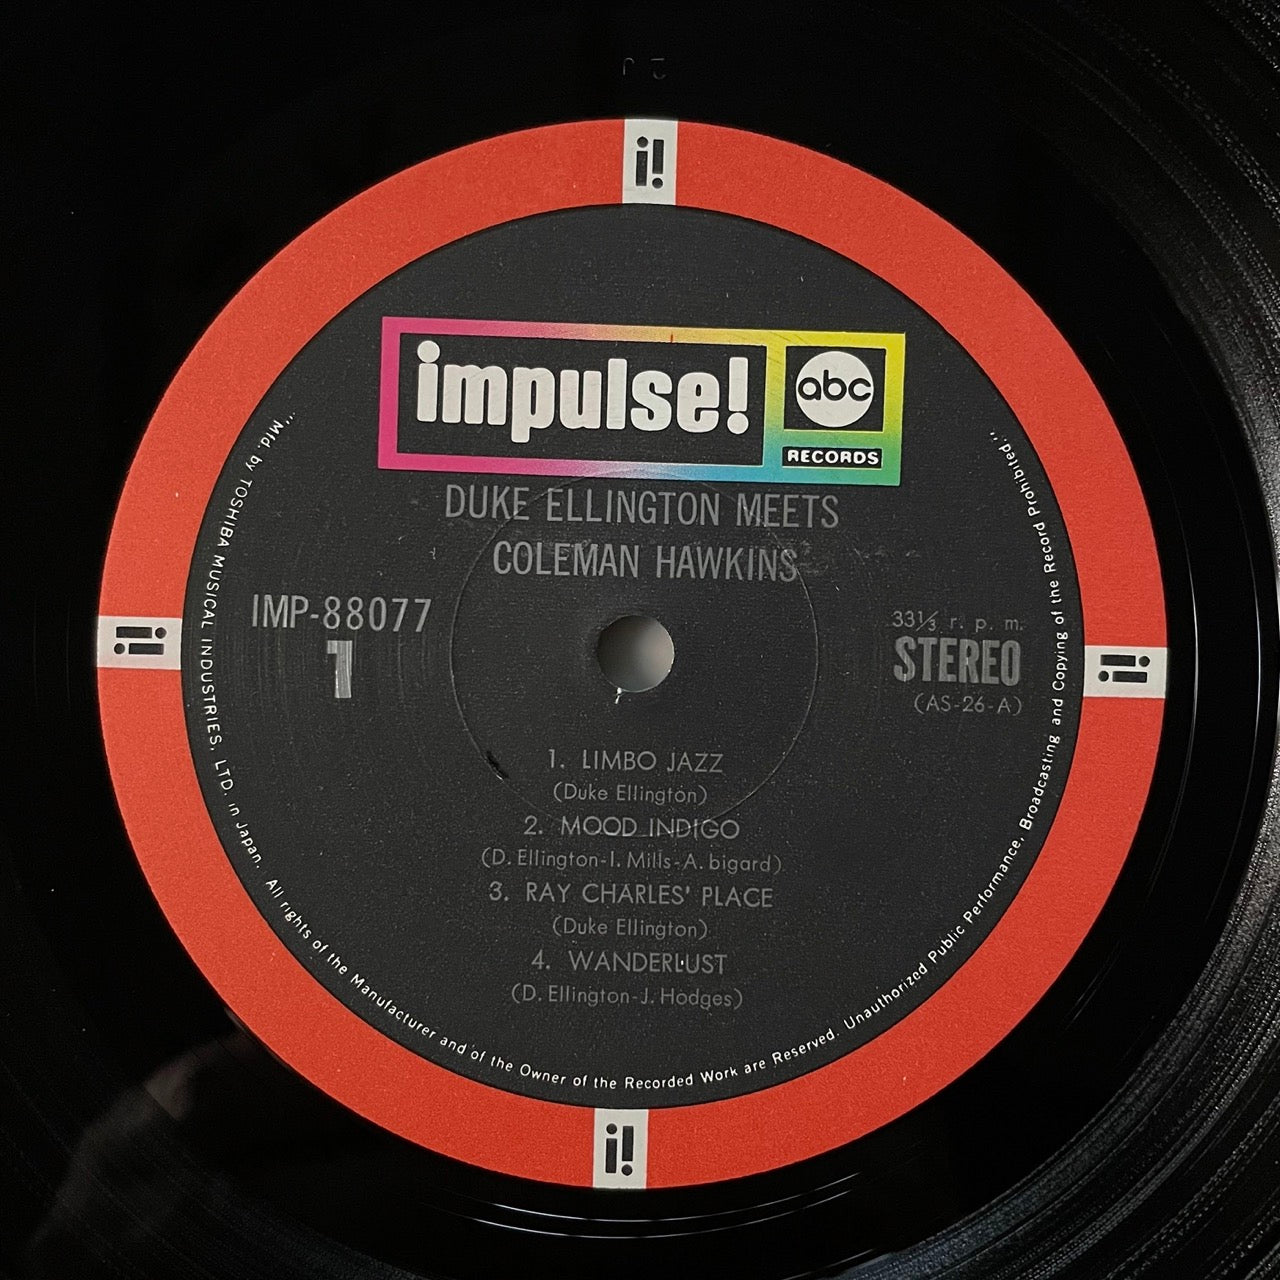 i!
impulse!
abc
RECORDS
DUKE ELLINGTON MEETS
COLEMAN HAWKINS
IMP-88077
1
33⅓ r. p. m.
STEREO
(AS-26-A)
i!
i!
1. LIMBO JAZZ
(Duke Ellington)
2. MOOD INDIGO
(D. Ellington-I. Mills-A. bigard)
3. RAY CHARLES' PLACE
(Duke Ellington)
4. WANDERLUST
(D. Ellington-J. Hodges)
"Mfd. by TOSHIBA MUSICAL INDUSTRIES, LTD. in Japan. All rights of the Manufacturer and of the Owner of the Recorded Work are Reserved. Unauthorized Public Performance, Broadcasting and Copying of the Record Prohibited."
i!